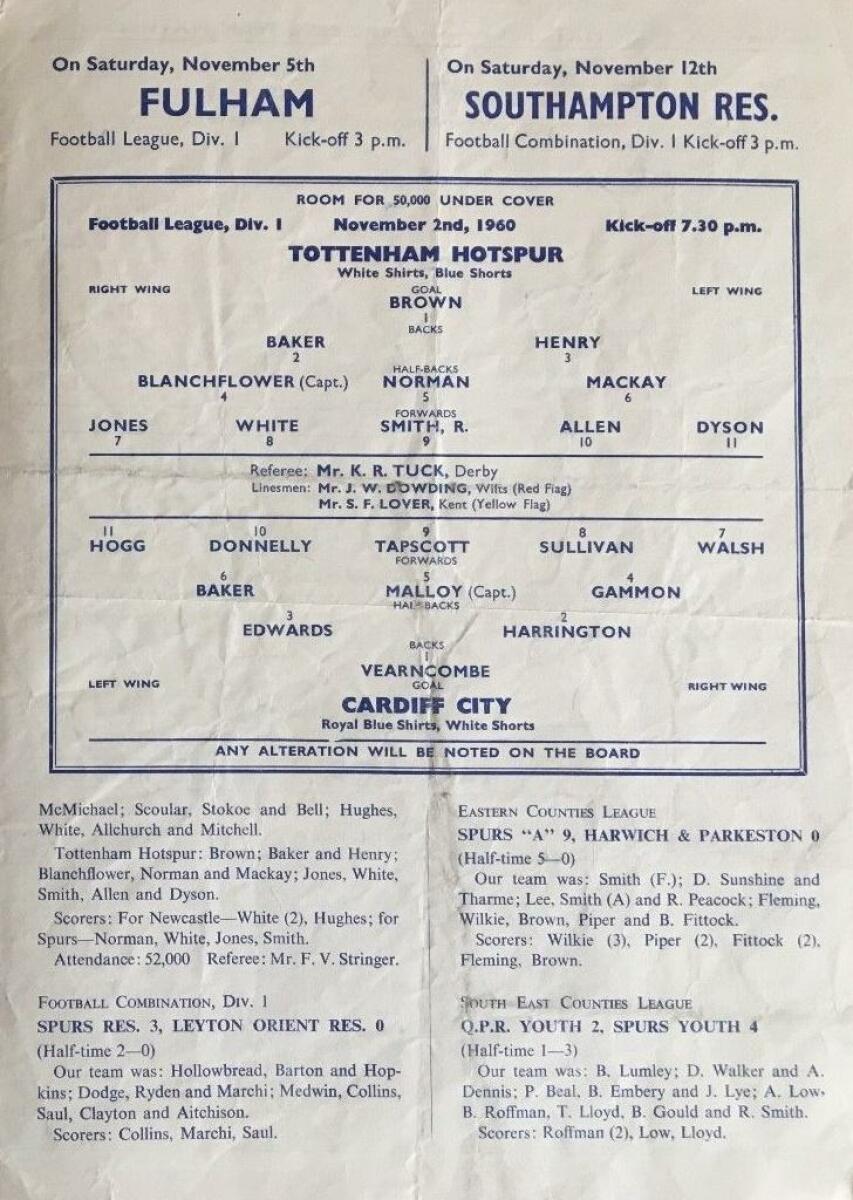 On Saturday, November 5th
FULHAM
Football League, Div. 1 Kick-off 3 p.m.
On Saturday, November 12th
SOUTHAMPTON RES.
Football Combination, Div. 1 Kick-off 3 p.m.
ROOM FOR 50,000 UNDER COVER
Football League, Div. 1 November 2nd, 1960 Kick-off 7.30 p.m.
TOTTENHAM HOTSPUR
White Shirts, Blue Shorts
RIGHT WING GOAL LEFT WING
BROWN
1
BACKS
BAKER HENRY
2 3
HALF-BACKS
BLANCHFLOWER (Capt.) NORMAN MACKAY
4 5 6
FORWARDS
JONES WHITE SMITH, R. ALLEN DYSON
7 8 9 10 11
Referee: Mr. K. R. TUCK, Derby
Linesmen: Mr. J. W. DOWDING, Wilts (Red Flag)
Mr. S. F. LOVER, Kent (Yellow Flag)
11 10 9 8 7
HOGG DONNELLY TAPSCOTT SULLIVAN WALSH
FORWARDS
6 5 4
BAKER MALLOY (Capt.) GAMMON
HALF-BACKS
3 2
EDWARDS HARRINGTON
BACKS
1
VEARNCOMBE
LEFT WING GOAL RIGHT WING
CARDIFF CITY
Royal Blue Shirts, White Shorts
ANY ALTERATION WILL BE NOTED ON THE BOARD
McMichael; Scoular, Stokoe and Bell; Hughes,
White, Allchurch and Mitchell.
Tottenham Hotspur: Brown; Baker and Henry;
Blanchflower, Norman and Mackay; Jones, White,
Smith, Allen and Dyson.
Scorers: For Newcastle—White (2), Hughes; for
Spurs—Norman, White, Jones, Smith.
Attendance: 52,000 Referee: Mr. F. V. Stringer.
FOOTBALL COMBINATION, DIV. 1
SPURS RES. 3, LEYTON ORIENT RES. 0
(Half-time 2—0)
Our team was: Hollowbread, Barton and Hop-
kins; Dodge, Ryden and Marchi; Medwin, Collins,
Saul, Clayton and Aitchison.
Scorers: Collins, Marchi, Saul.
EASTERN COUNTIES LEAGUE
SPURS “A” 9, HARWICH & PARKESTON 0
(Half-time 5—0)
Our team was: Smith (F.); D. Sunshine and
Tharme; Lee, Smith (A) and R. Peacock; Fleming,
Wilkie, Brown, Piper and B. Fittock.
Scorers: Wilkie (3), Piper (2), Fittock (2),
Fleming, Brown.
SOUTH EAST COUNTIES LEAGUE
Q.P.R. YOUTH 2, SPURS YOUTH 4
(Half-time 1—3)
Our team was: B. Lumley; D. Walker and A.
Dennis; P. Beal, B. Embery and J. Lye; A. Low,
B. Roffman, T. Lloyd, B. Gould and R. Smith.
Scorers: Roffman (2), Low, Lloyd.